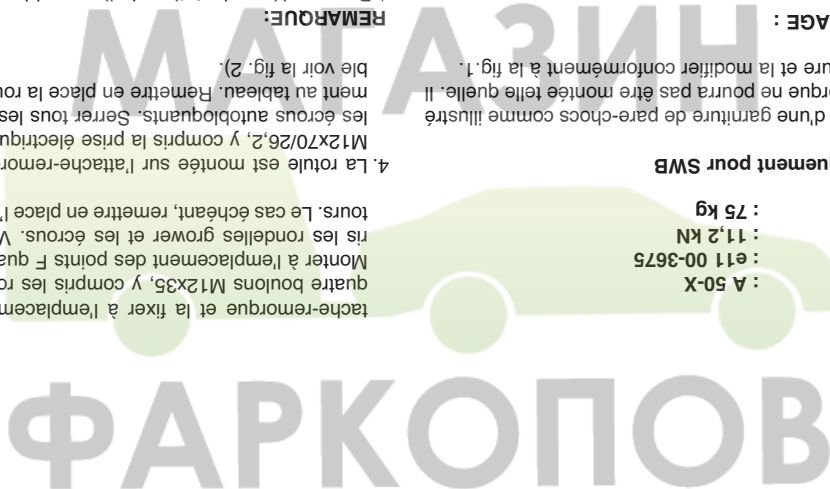 : A 50-X
: e11 00-3675
: 11,2 kN
: 75 kg
quement pour SWB
d'une garniture de pare-chocs comme illustré
orque ne pourra pas être montée telle quelle. Il
ure et la modifier conformément à la fig.1.
AGE :
tache-remorque et la fixer à l'emplacem
quatre boulons M12x35, y compris les ro
Monter à l'emplacement des points F qua
ris les rondelles grower et les écrous. V
tours. Le cas échéant, remettre en place l'
4. La rotule est montée sur l'attache-remor
M12x70/26,2, y compris la prise électriqu
les écrous autobloquants. Serrer tous les
ment au tableau. Remettre en place la rou
ble voir la fig. 2).
REMARQUE:
МАГАЗИН
ФАРКОПОВ